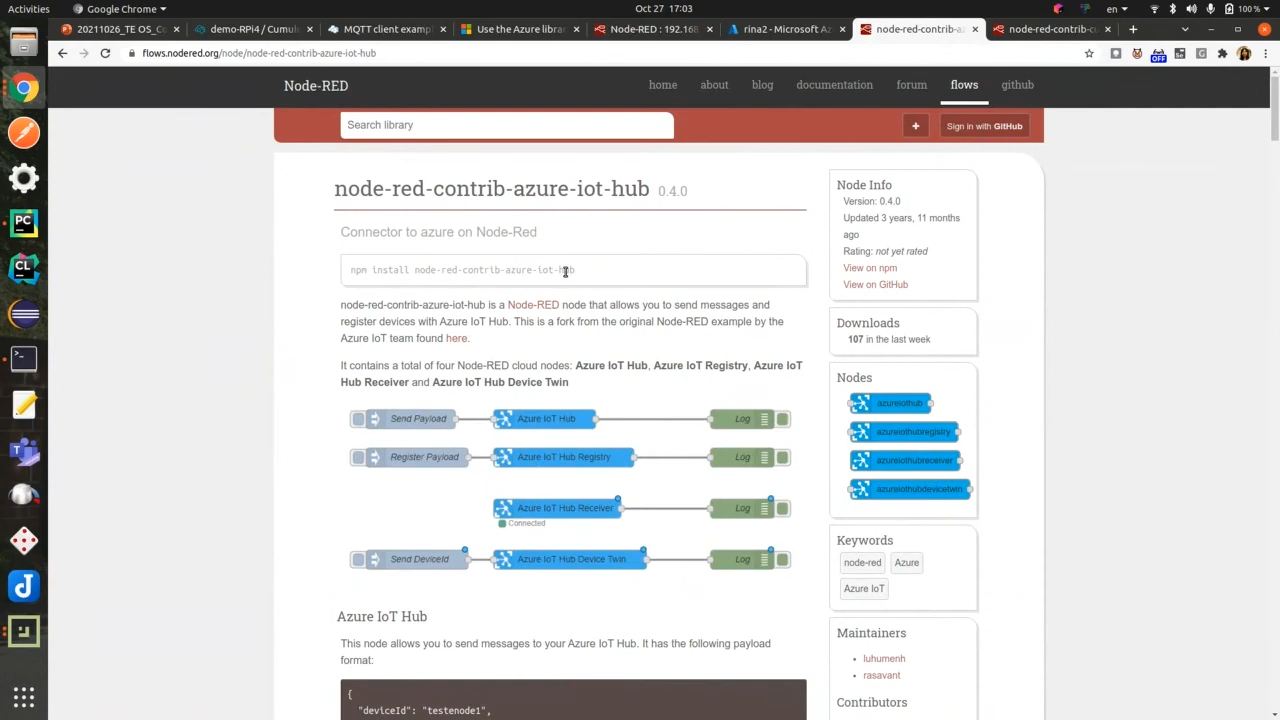 Activities
Google Chrome
Oct 27 17:03
en
100 %
20211026_TE OS_C
demo-RPi4 / Cumul
MQTT client examp
Use the Azure libra
Node-RED : 192.16
rina2 - Microsoft Az
node-red-contrib-a
node-red-contrib-cu
flows.nodered.org/node/node-red-contrib-azure-iot-hub
OFF
Node-RED
home
about
blog
documentation
forum
flows
github
Search library
+
Sign in with GitHub
node-red-contrib-azure-iot-hub 0.4.0
Connector to azure on Node-Red
npm install node-red-contrib-azure-iot-hub
node-red-contrib-azure-iot-hub is a Node-RED node that allows you to send messages and
register devices with Azure IoT Hub. This is a fork from the original Node-RED example by the
Azure IoT team found here.
It contains a total of four Node-RED cloud nodes: Azure IoT Hub, Azure IoT Registry, Azure IoT
Hub Receiver and Azure IoT Hub Device Twin
Send Payload
Azure IoT Hub
Log
Register Payload
Azure IoT Hub Registry
Log
Azure IoT Hub Receiver
Log
Connected
Send DeviceId
Azure IoT Hub Device Twin
Log
Azure IoT Hub
This node allows you to send messages to your Azure IoT Hub. It has the following payload
format:
{
"deviceId": "testenode1",
Node Info
Version: 0.4.0
Updated 3 years, 11 months
ago
Rating: not yet rated
View on npm
View on GitHub
Downloads
107 in the last week
Nodes
azureiothub
azureiothubregistry
azureiothubreceiver
azureiothubdevicetwin
Keywords
node-red
Azure
Azure IoT
Maintainers
luhumenh
rasavant
Contributors
PC
CL